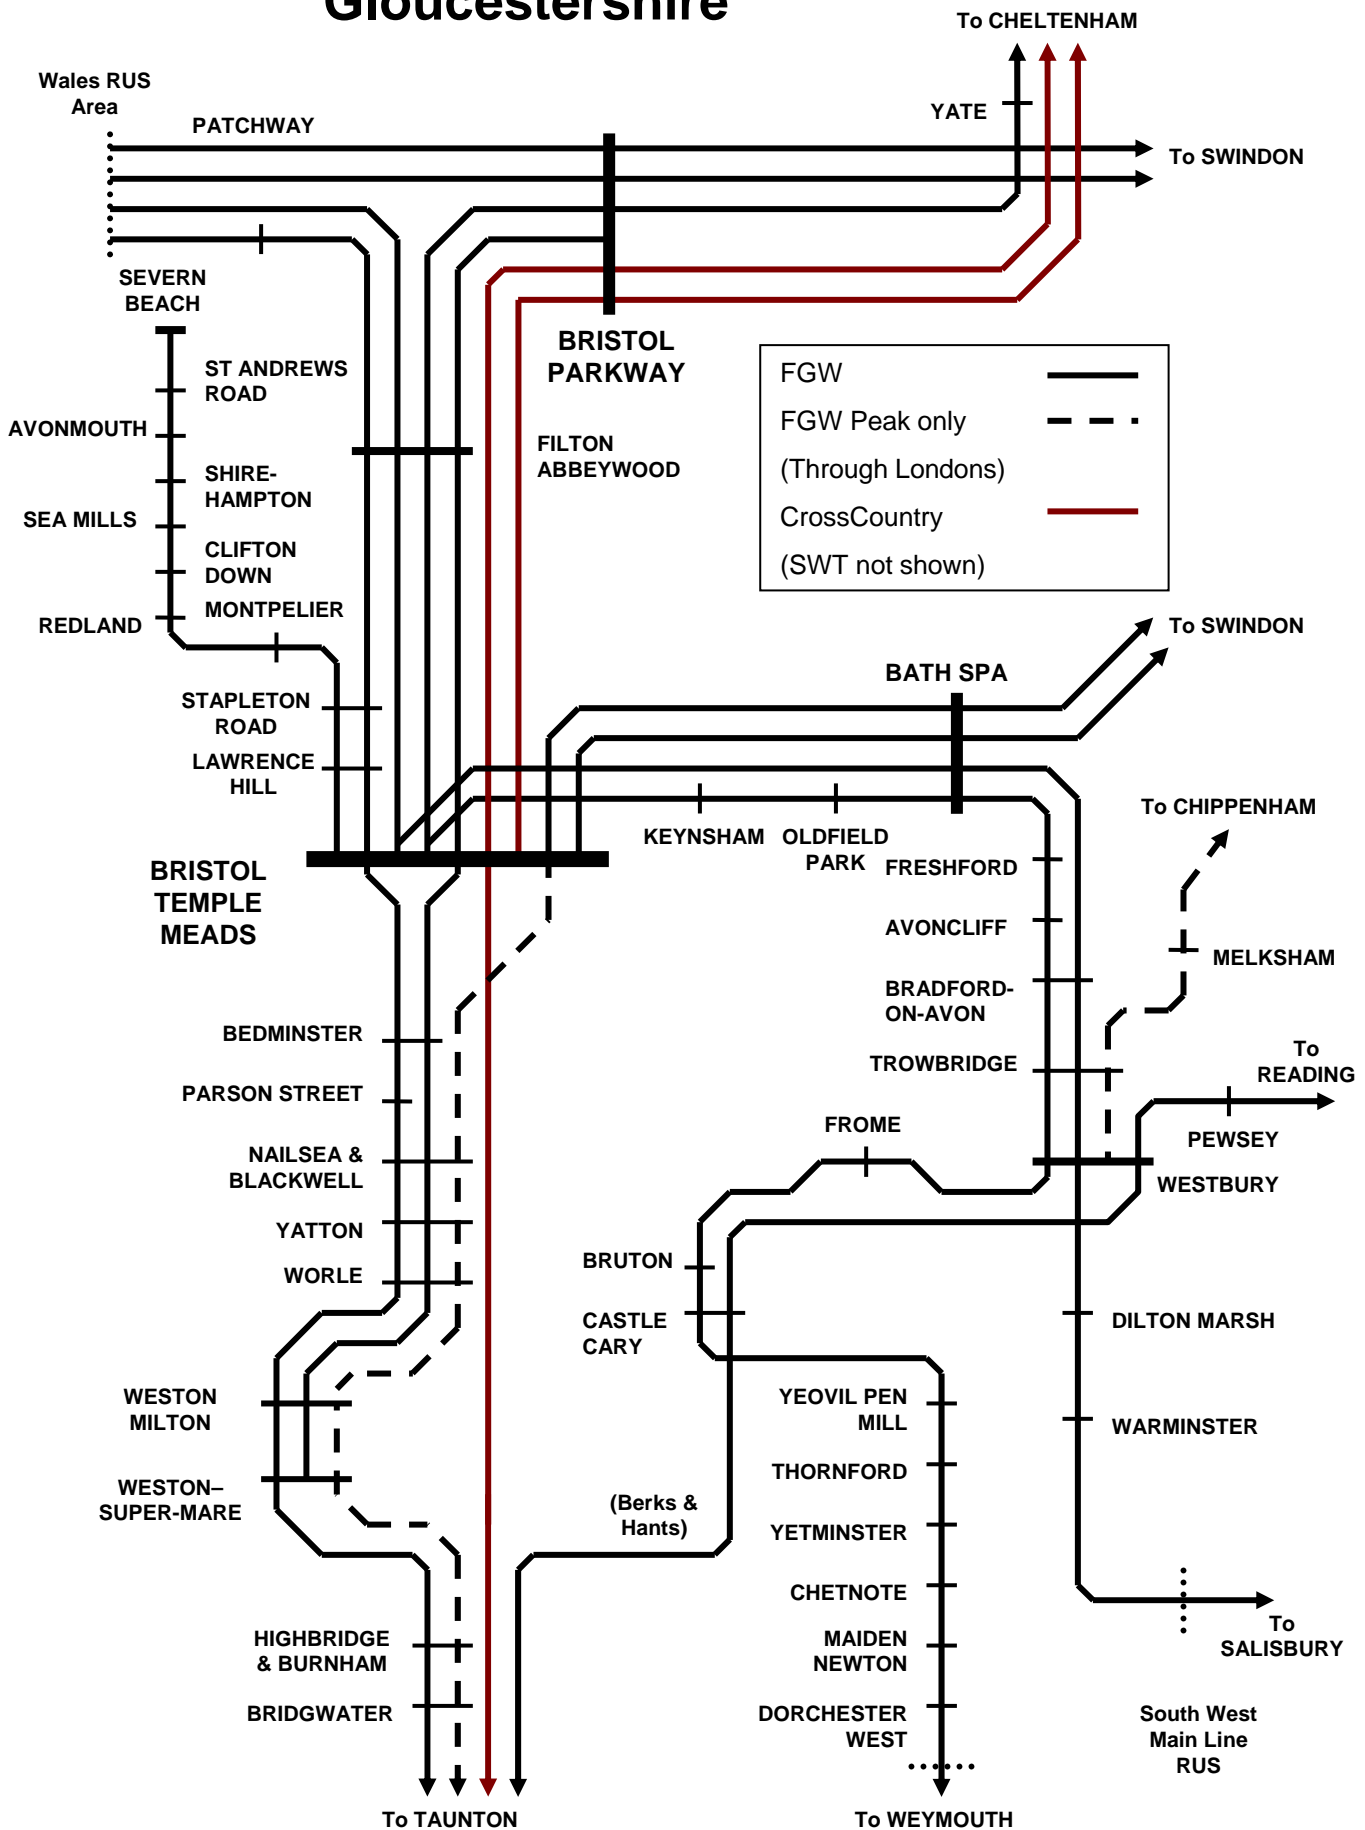 Gloucestershire
To CHELTENHAM
Wales RUS
Area
PATCHWAY
YATE
To SWINDON
SEVERN
BEACH
BRISTOL
PARKWAY
ST ANDREWS
ROAD
AVONMOUTH
SHIRE-
HAMPTON
SEA MILLS
CLIFTON
DOWN
MONTPELIER
REDLAND
FILTON
ABBEYWOOD
FGW
FGW Peak only
(Through Londons)
CrossCountry
(SWT not shown)
To SWINDON
BATH SPA
STAPLETON
ROAD
LAWRENCE
HILL
KEYNSHAM
OLDFIELD
PARK
To CHIPPENHAM
BRISTOL
TEMPLE
MEADS
FRESHFORD
AVONCLIFF
MELKSHAM
BRADFORD-
ON-AVON
BEDMINSTER
TROWBRIDGE
To
READING
PARSON STREET
FROME
PEWSEY
NAILSEA &
BLACKWELL
WESTBURY
YATTON
BRUTON
WORLE
CASTLE
CARY
DILTON MARSH
WESTON
MILTON
YEOVIL PEN
MILL
WARMINSTER
WESTON–
SUPER-MARE
THORNFORD
(Berks &
Hants)
YETMINSTER
CHETNOTE
HIGHBRIDGE
& BURNHAM
MAIDEN
NEWTON
To
SALISBURY
BRIDGWATER
DORCHESTER
WEST
South West
Main Line
RUS
To TAUNTON
To WEYMOUTH